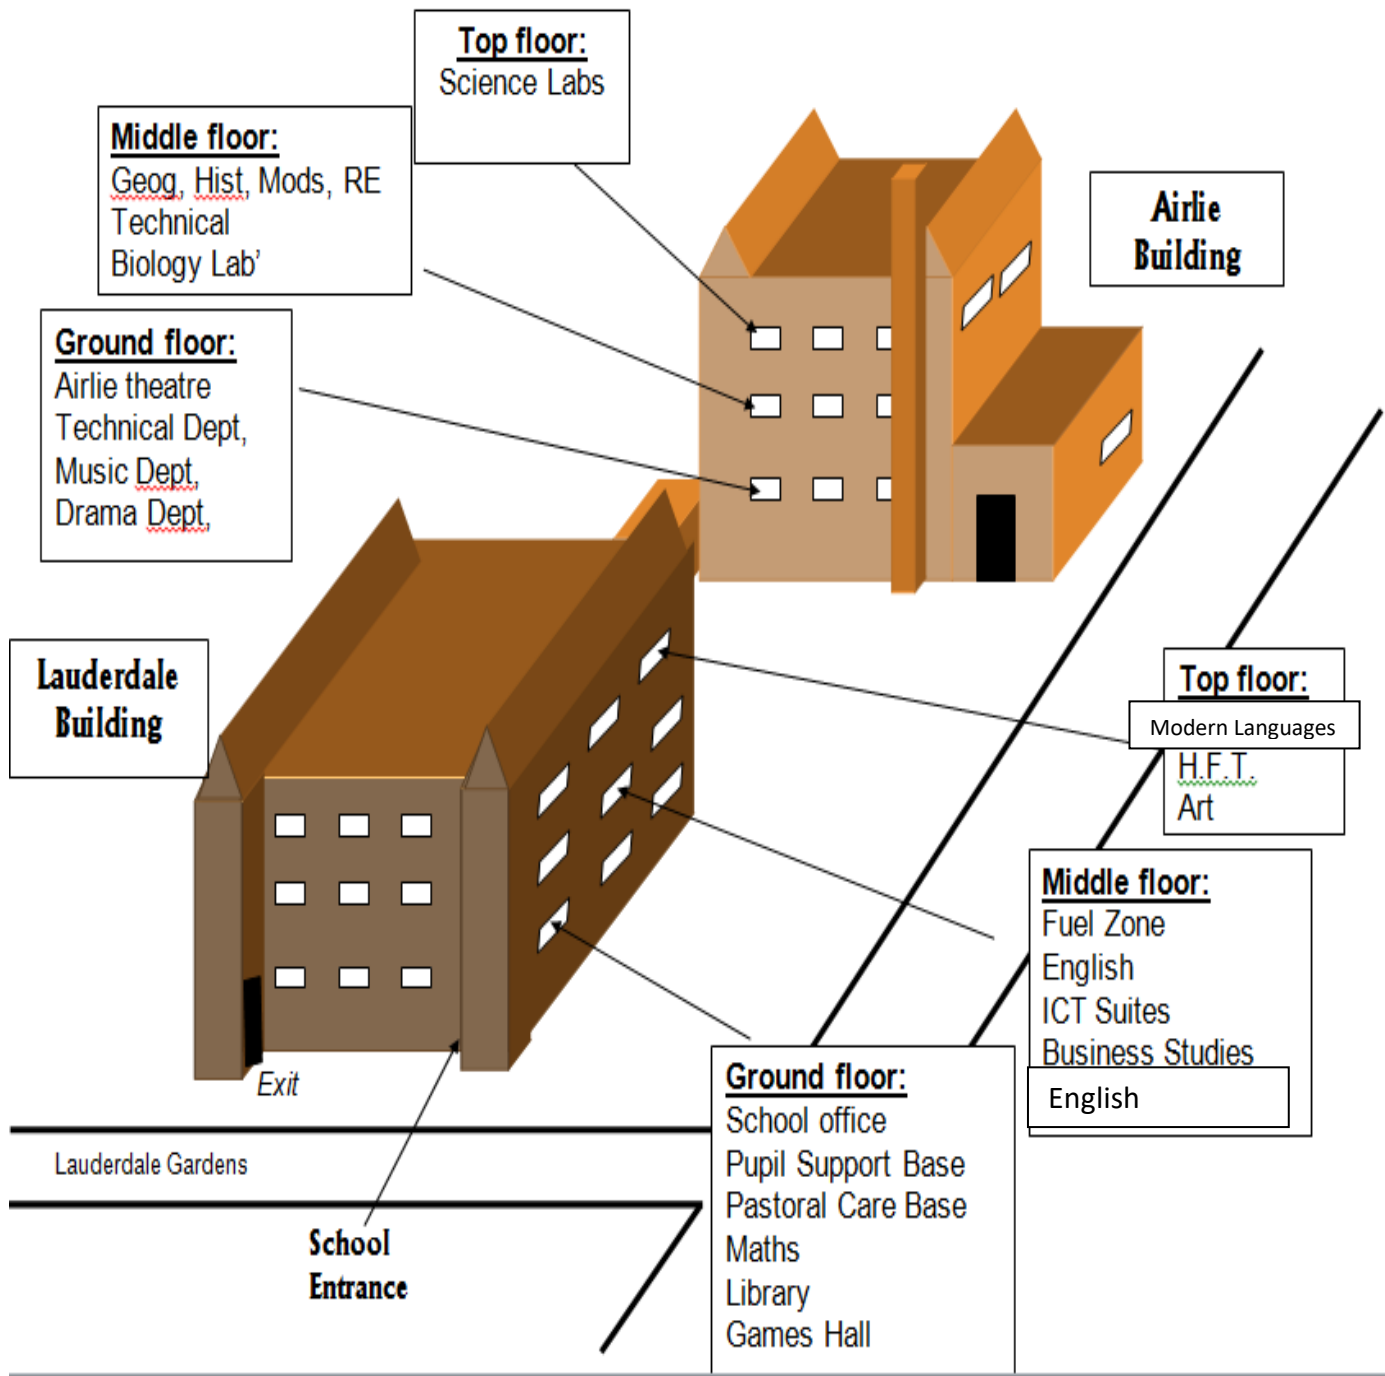 Top floor:
Science Labs
Middle floor:
Geog, Hist, Mods, RE
Technical
Biology Lab’
Airlie
Building
Ground floor:
Airlie theatre
Technical Dept,
Music Dept,
Drama Dept,
Lauderdale
Building
Top floor:
Modern Languages
H.F.T.
Art
Middle floor:
Fuel Zone
English
ICT Suites
Business Studies
English
Exit
Ground floor:
School office
Pupil Support Base
Pastoral Care Base
Maths
Library
Games Hall
Lauderdale Gardens
School
Entrance